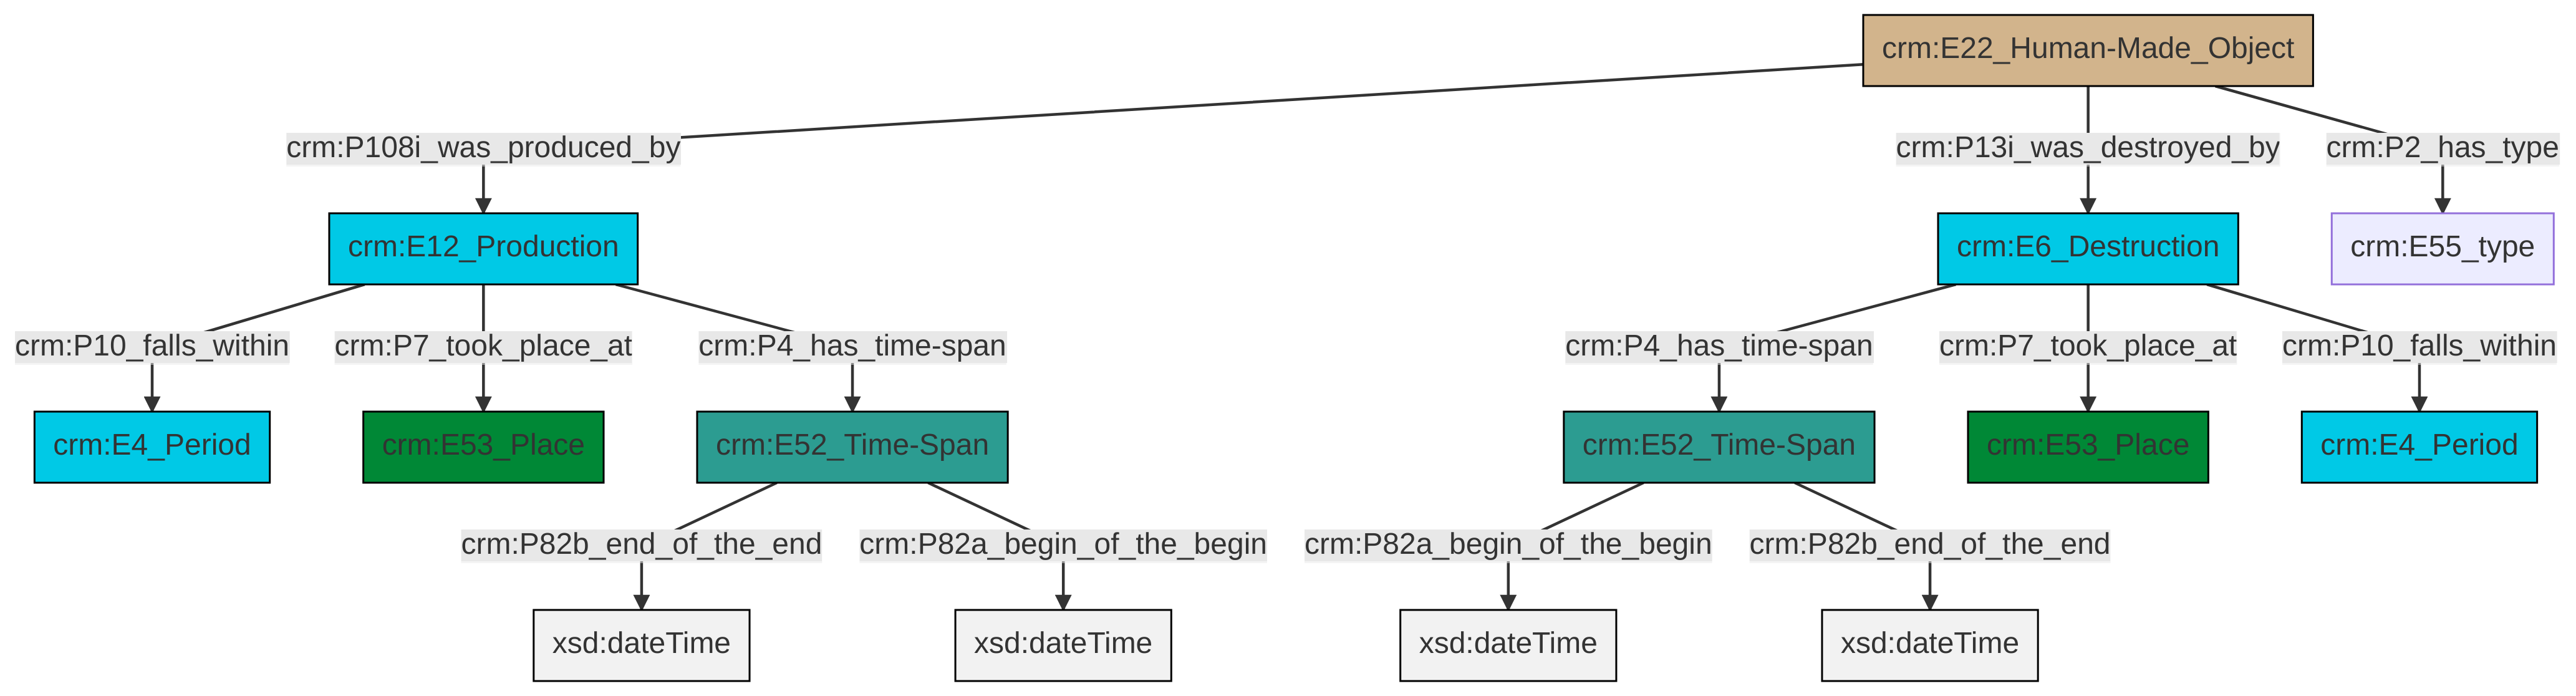 crm:E22_Human-Made_Object
crm:P108i_was_produced_by
crm:P13i_was_destroyed_by
crm:P2_has_type
crm:E12_Production
crm:E6_Destruction
crm:E55_type
crm:P10_falls_within
crm:P7_took_place_at
crm:P4_has_time-span
crm:P4_has_time-span
crm:P7_took_place_at
crm:P10_falls_within
crm:E4_Period
crm:E53_Place
crm:E52_Time-Span
crm:E52_Time-Span
crm:E53_Place
crm:E4_Period
crm:P82b_end_of_the_end
crm:P82a_begin_of_the_begin
crm:P82a_begin_of_the_begin
crm:P82b_end_of_the_end
xsd:dateTime
xsd:dateTime
xsd:dateTime
xsd:dateTime